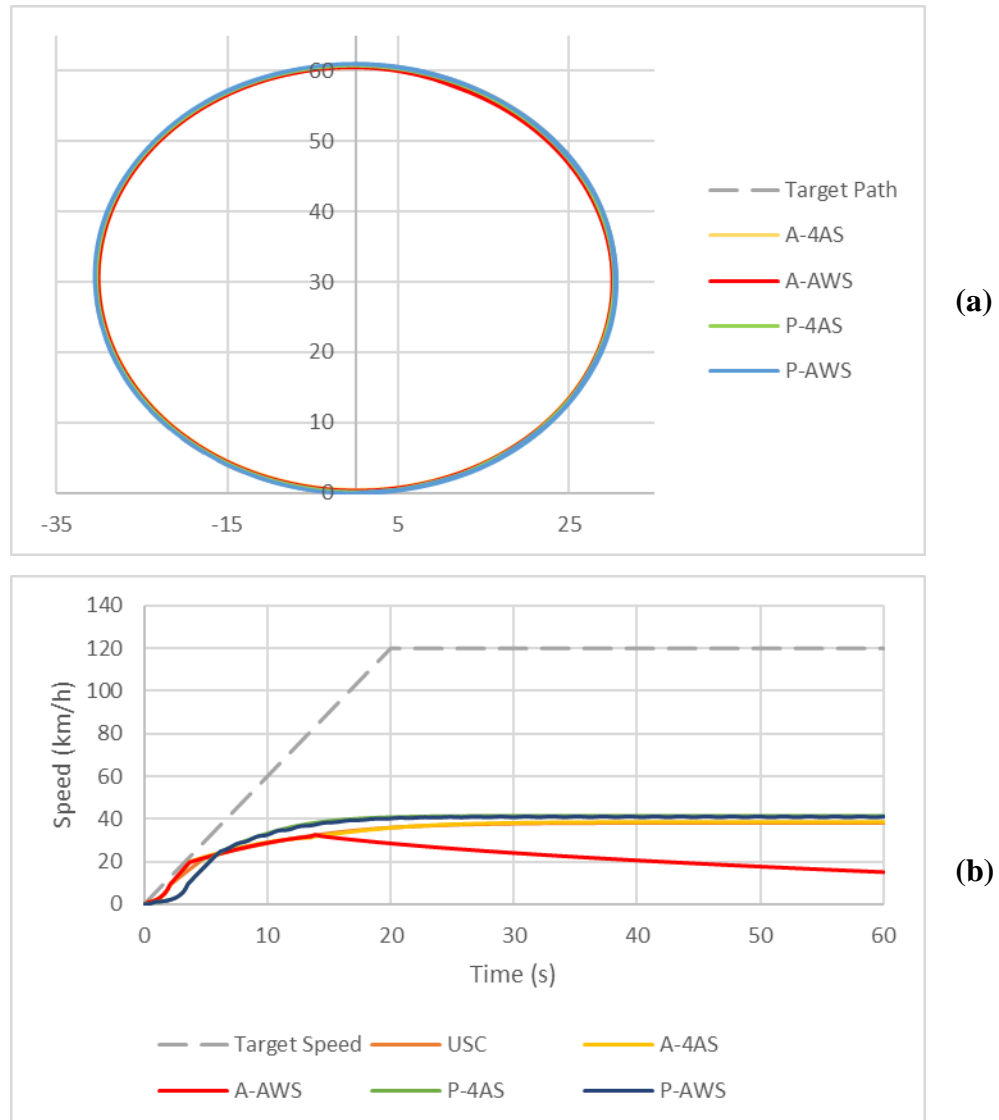 60
50
40
30
20
10
0
-35 -15 5 25
Target Path
A-4AS
A-AWS
P-4AS
P-AWS
(a)
140
120
100
80
60
40
20
0
Speed (km/h)
0 10 20 30 40 50 60
Time (s)
Target Speed USC A-4AS
A-AWS P-4AS P-AWS
(b)